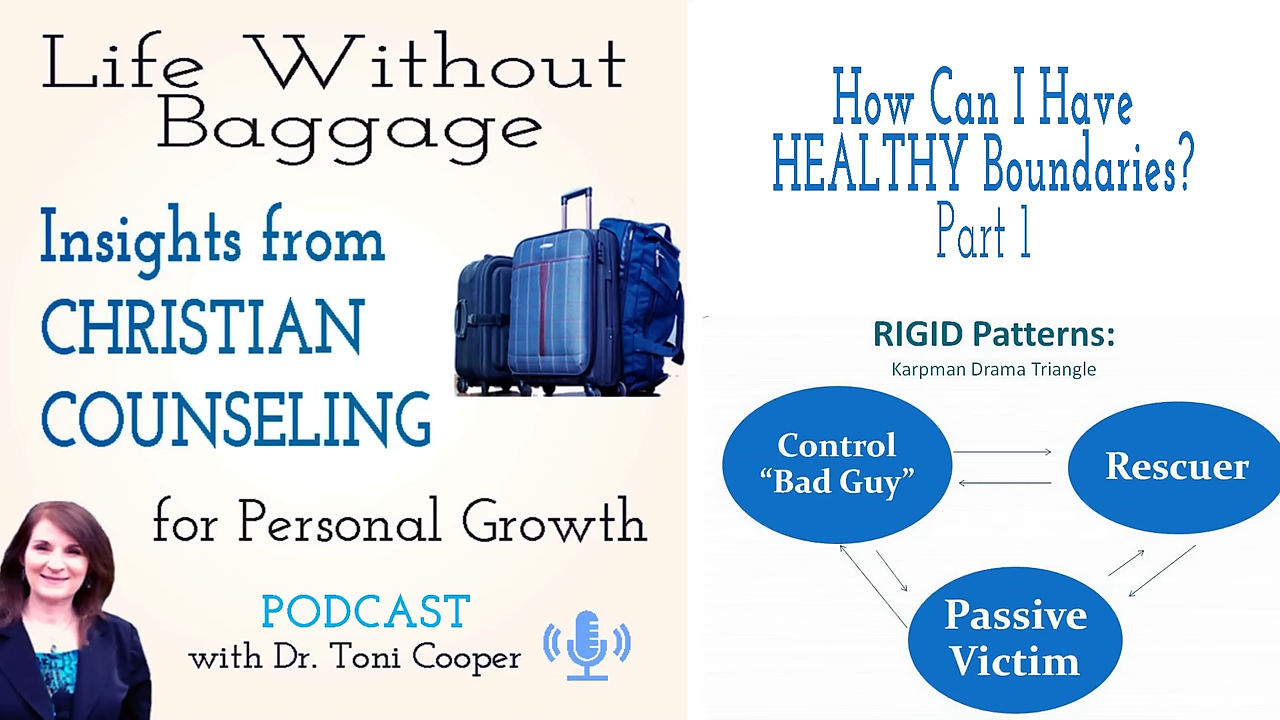 Life Without
Baggage
Insights from
CHRISTIAN
COUNSELING
for Personal Growth
PODCAST
with Dr. Toni Cooper
How Can I Have
HEALTHY Boundaries?
Part 1
RIGID Patterns:
Karpman Drama Triangle
Control
“Bad Guy”
Rescuer
Passive
Victim